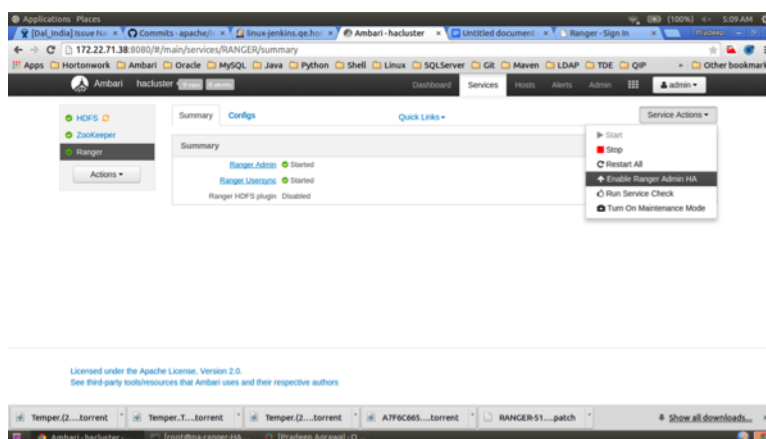 Applications Places (100%) 5:09 AM
[Dal_India] Issue Na Commits · apache/ linux-jenkins.qe.hor Ambari - hacluster Untitled document Ranger - Sign In Pradeep
172.22.71.38:8080/#/main/services/RANGER/summary
Apps Hortonwork Ambari Oracle MySQL Java Python Shell Linux SQLServer Git Maven LDAP TDE QIP » Other bookmark
Ambari hacluster 0 ops 0 alerts Dashboard Services Hosts Alerts Admin admin
HDFS Summary Configs Quick Links Service Actions
ZooKeeper
Ranger
Actions
Summary
Ranger Admin Started
Ranger Usersync Started
Ranger HDFS plugin Disabled
Start
Stop
Restart All
Enable Ranger Admin HA
Run Service Check
Turn On Maintenance Mode
Licensed under the Apache License, Version 2.0.
See third-party tools/resources that Ambari uses and their respective authors
Temper.(2....torrent Temper..T....torrent Temper.(2....torrent A7F6C665....torrent RANGER-51....patch Show all downloads...
Ambari - hacluster - [Pradeep Agrawal - O